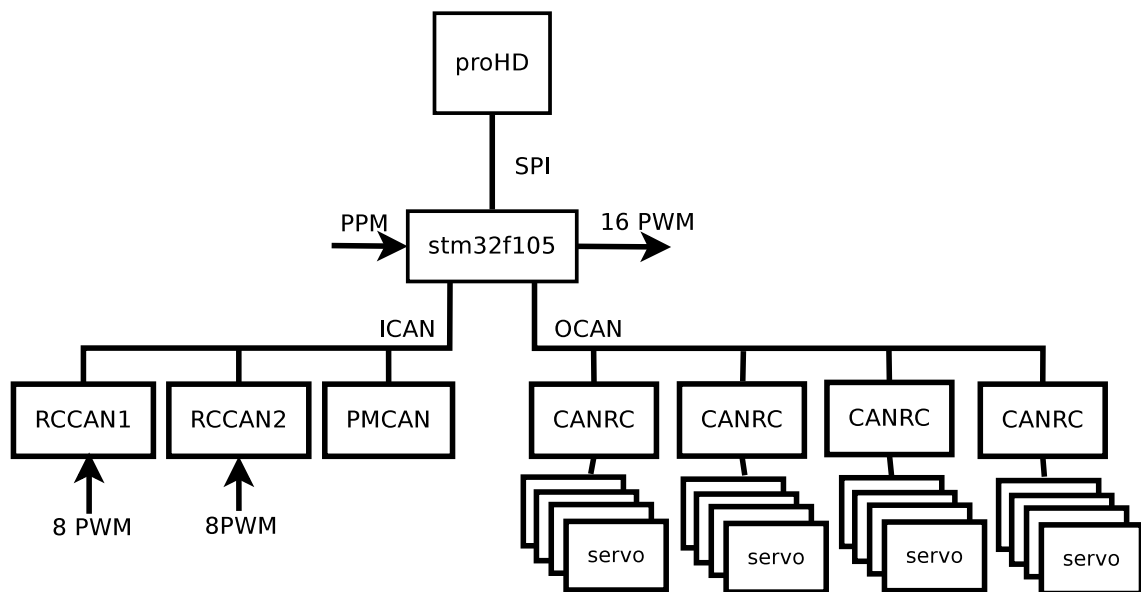 proHD
SPI
PPM
16 PWM
stm32f105
ICAN
OCAN
RCCAN1
RCCAN2
PMCAN
CANRC
CANRC
CANRC
CANRC
8 PWM
8PWM
servo
servo
servo
servo